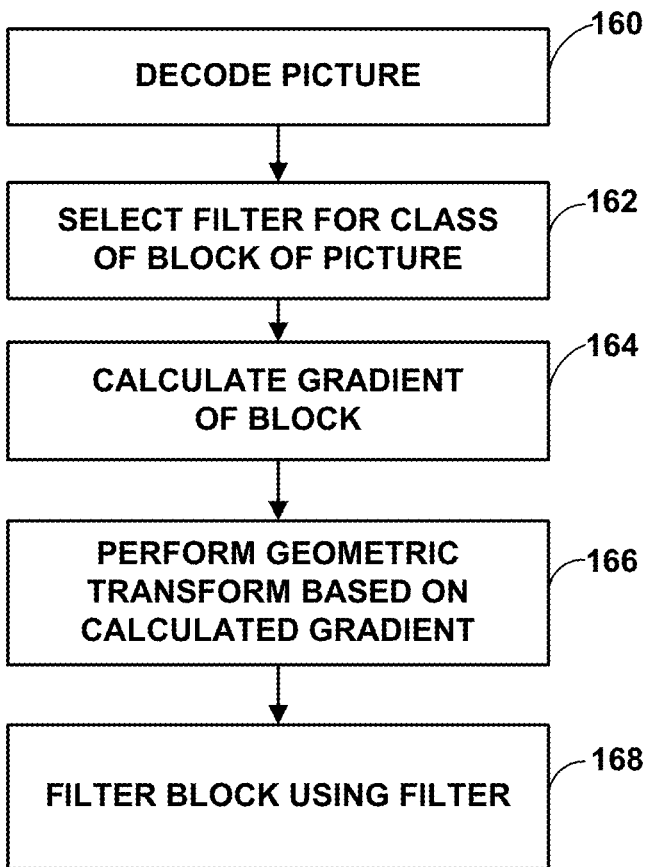 160
DECODE PICTURE
162
SELECT FILTER FOR CLASS
OF BLOCK OF PICTURE
164
CALCULATE GRADIENT
OF BLOCK
166
PERFORM GEOMETRIC
TRANSFORM BASED ON
CALCULATED GRADIENT
168
FILTER BLOCK USING FILTER